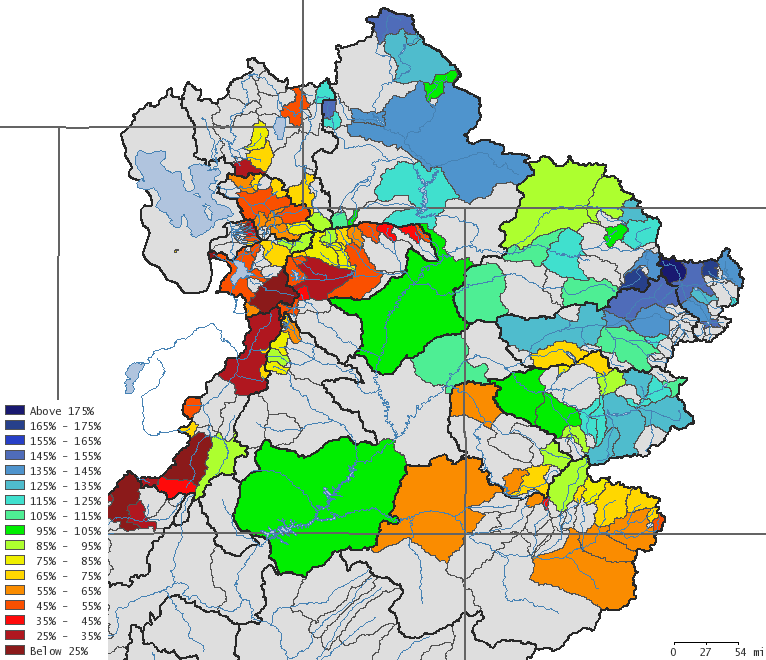 Above 175%
165% - 175%
155% - 165%
145% - 155%
135% - 145%
125% - 135%
115% - 125%
105% - 115%
95% - 105%
85% - 95%
75% - 85%
65% - 75%
55% - 65%
45% - 55%
35% - 45%
25% - 35%
Below 25%
0 27 54 mi